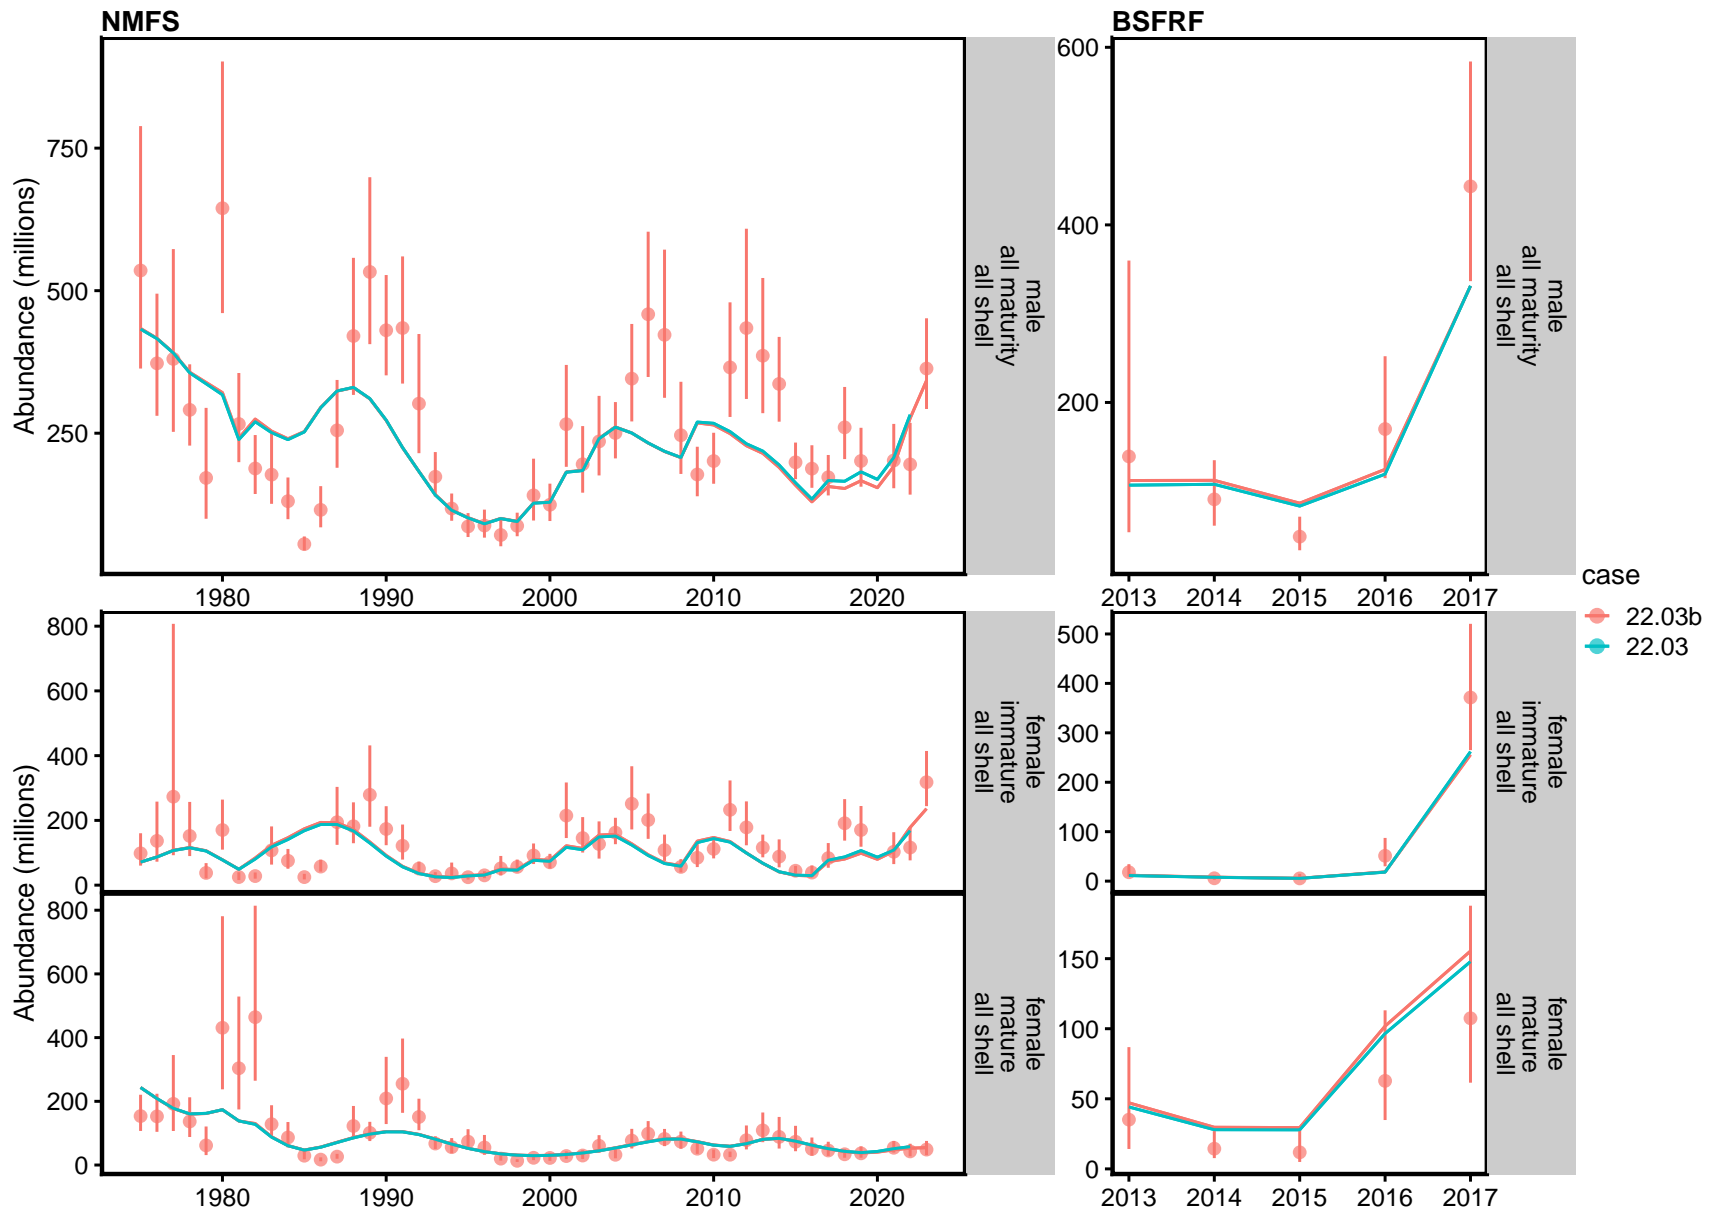 NMFS
BSFRF
Abundance (millions)
750
500
250
male
all maturity
all shell
1980
1990
2000
2010
2020
600
400
200
male
all maturity
all shell
2013
2014
2015
2016
2017
case
22.03b
22.03
Abundance (millions)
800
600
400
200
0
female
immature
all shell
500
400
300
200
100
0
female
immature
all shell
800
600
400
200
0
female
mature
all shell
1980
1990
2000
2010
2020
150
100
50
0
female
mature
all shell
2013
2014
2015
2016
2017